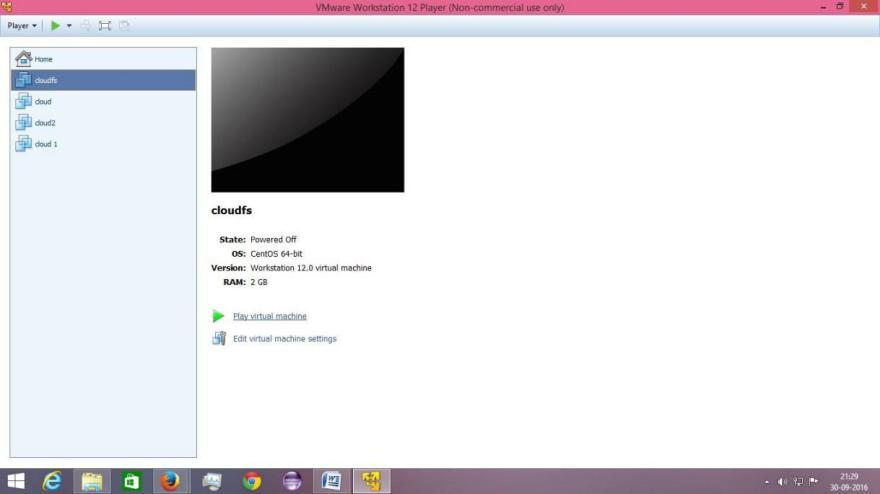 VMware Workstation 12 Player (Non-commercial use only)
Player
Home
cloudfs
cloud
cloud2
cloud 1
cloudfs
State: Powered Off
OS: CentOS 64-bit
Version: Workstation 12.0 virtual machine
RAM: 2 GB
Play virtual machine
Edit virtual machine settings
21:29
30-09-2016